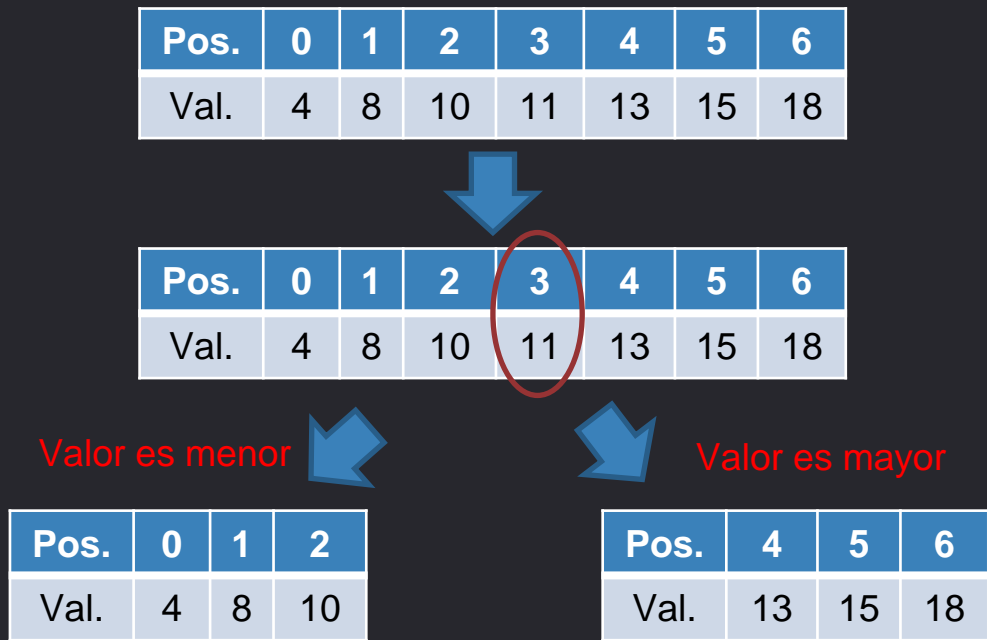 Pos. 0 1 2 3 4 5 6
Val. 4 8 10 11 13 15 18
Pos. 0 1 2 3 4 5 6
Val. 4 8 10 11 13 15 18
Valor es menor
Valor es mayor
Pos. 0 1 2
Val. 4 8 10
Pos. 4 5 6
Val. 13 15 18